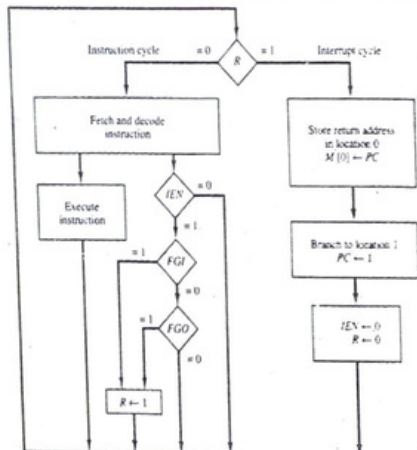 Instruction cycle
= 0
R
= 1
Interrupt cycle
Fetch and decode
instruction
Store return address
in location 0
M [0] ← PC
Execute
instruction
IEN
= 0
= 1
Branch to location 1
PC ← 1
= 1
FGI
= 0
IEN ← 0
R ← 0
= 1
FGO
= 0
R ← 1